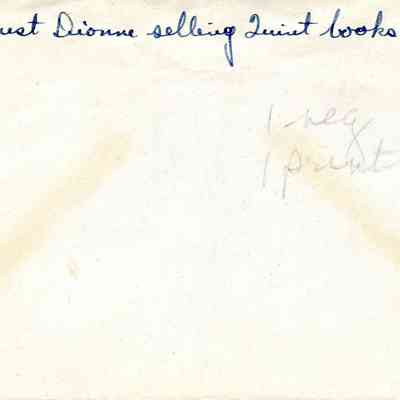 ust Dionne selling Quint books
1 neg
1 print